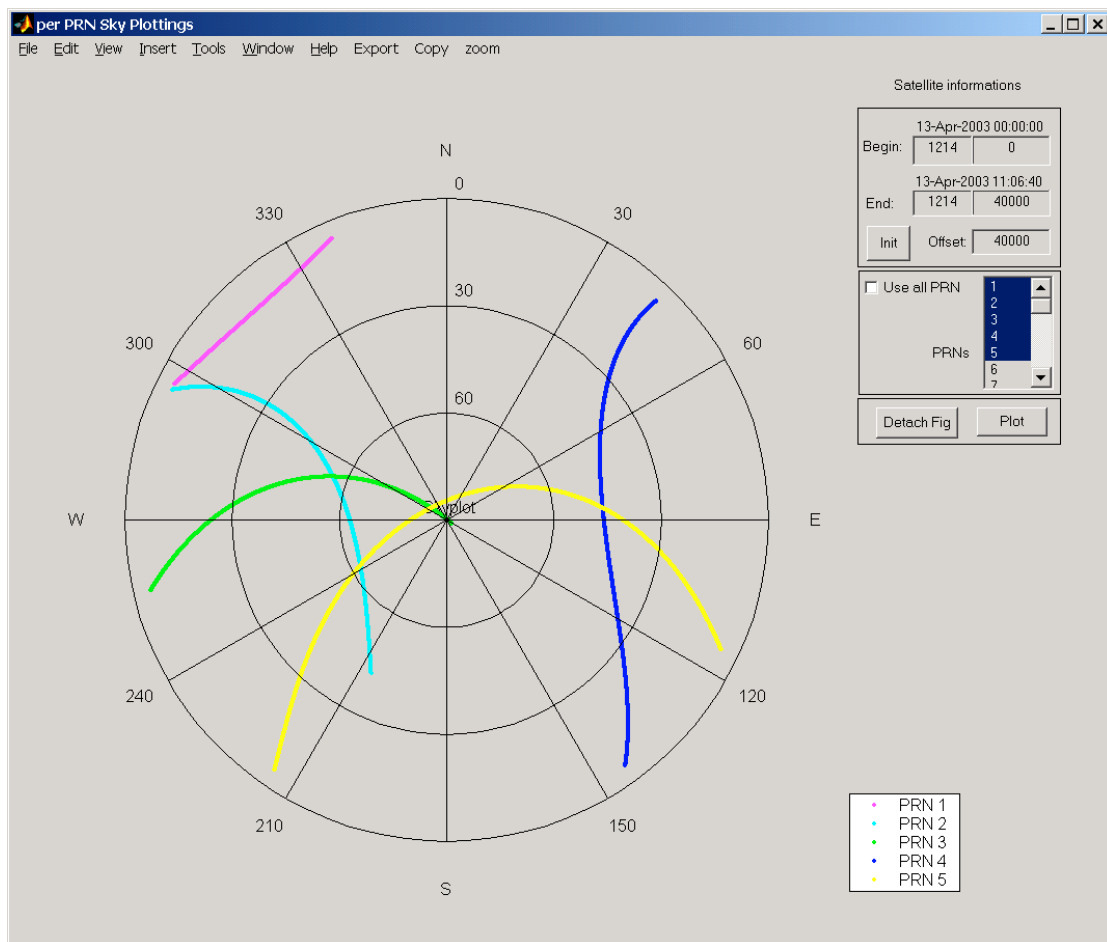 per PRN Sky Plottings
File Edit View Insert Tools Window Help Export Copy zoom
Satellite informations
13-Apr-2003 00:00:00
Begin: 1214 0
13-Apr-2003 11:06:40
End: 1214 40000
Init Offset: 40000
Use all PRN
PRNs
1
2
3
4
5
6
7
Detach Fig Plot
N
0
330 30
30
300 60
60
Skyplot
W E
240 120
210 150
S
PRN 1
PRN 2
PRN 3
PRN 4
PRN 5